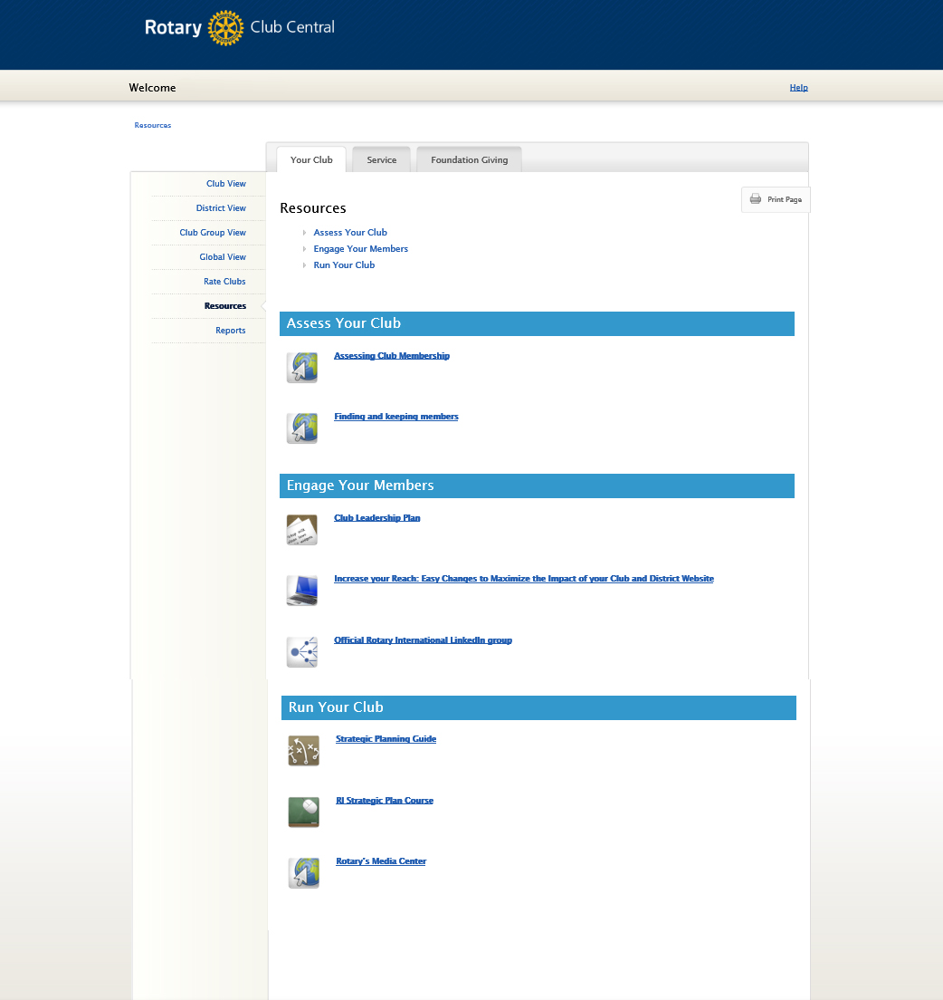 Rotary Club Central
Welcome
Help
Resources
Your Club
Service
Foundation Giving
Club View
District View
Club Group View
Global View
Rate Clubs
Resources
Reports
Print Page
Resources
Assess Your Club
Engage Your Members
Run Your Club
Assess Your Club
Assessing Club Membership
Finding and keeping members
Engage Your Members
Club Leadership Plan
Increase your Reach: Easy Changes to Maximize the Impact of your Club and District Website
Official Rotary International LinkedIn group
Run Your Club
Strategic Planning Guide
RI Strategic Plan Course
Rotary's Media Center